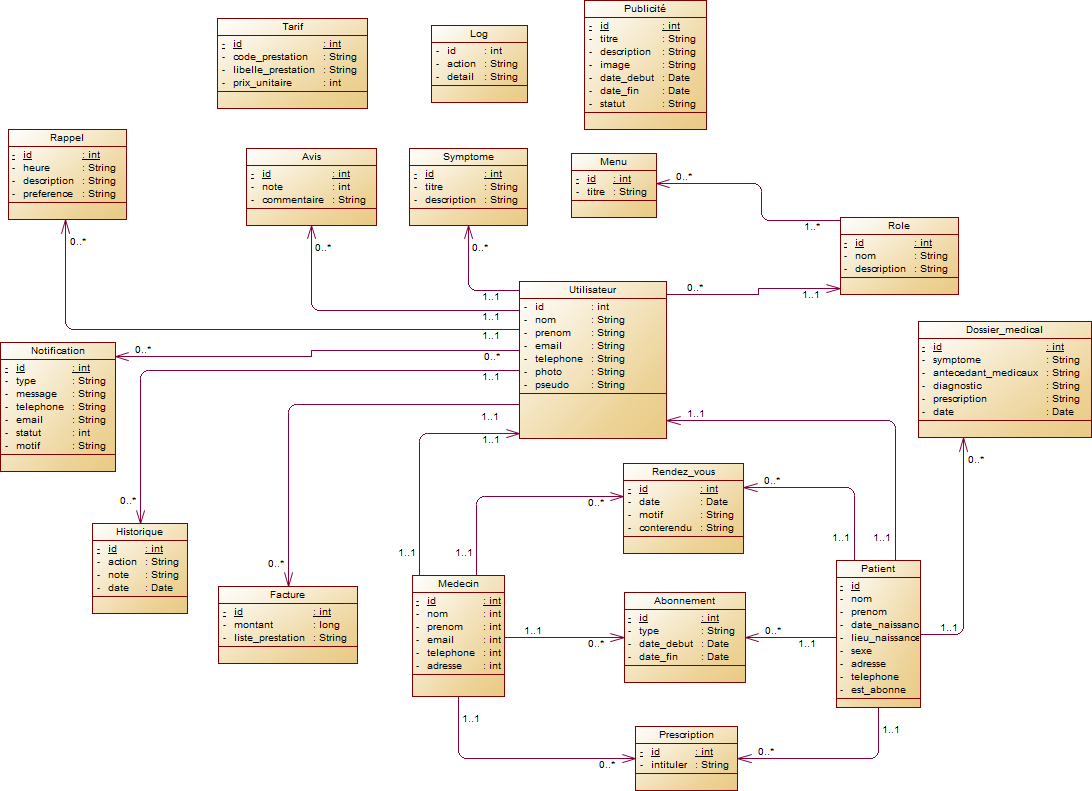 Tarif
- id : int
- code_prestation : String
- libelle_prestation : String
- prix_unitaire : int
Log
- id : int
- action : String
- detail : String
Publicité
- id : int
- titre : String
- description : String
- image : String
- date_debut : Date
- date_fin : Date
- statut : String
Rappel
- id : int
- heure : String
- description : String
- preference : String
0..*
Avis
- id : int
- note : int
- commentaire : String
0..*
Symptome
- id : int
- titre : String
- description : String
0..*
Menu
- id : int
- titre : String
0..*
1..*
Role
- id : int
- nom : String
- description : String
Utilisateur
- id : int
- nom : String
- prenom : String
- email : String
- telephone : String
- photo : String
- pseudo : String
0..*
1..1
1..1
1..1
1..1
0..*
1..1
1..1
1..1
1..1
Dossier_medical
- id : int
- symptome : String
- antecedant_medicaux : String
- diagnostic : String
- prescription : String
- date : Date
0..*
Notification
- id : int
- type : String
- message : String
- telephone : String
- email : String
- statut : int
- motif : String
0..*
Rendez_vous
- id : int
- date : Date
- motif : String
- conterendu : String
0..*
0..*
0..*
Historique
- id : int
- action : String
- note : String
- date : Date
0..*
Facture
- id : int
- montant : long
- liste_prestation : String
1..1
1..1
Medecin
- id : int
- nom : int
- prenom : int
- email : int
- telephone : int
- adresse : int
1..1
0..*
Abonnement
- id : int
- type : String
- date_debut : Date
- date_fin : Date
0..*
1..1
1..1
1..1
Patient
- id
- nom
- prenom
- date_naissanc
- lieu_naissance
- sexe
- adresse
- telephone
- est_abonne
1..1
1..1
1..1
0..*
Prescription
- id : int
- intituler : String
0..*